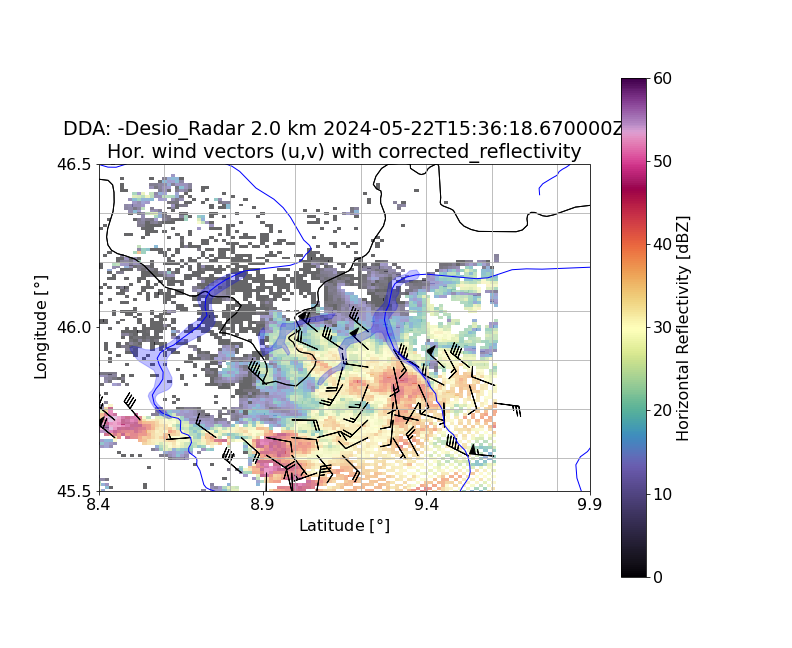 DDA: -Desio_Radar 2.0 km 2024-05-22T15:36:18.670000Z
Hor. wind vectors (u,v) with corrected_reflectivity
46.5
46.0
45.5
Longitude [°]
8.4
8.9
9.4
9.9
Latitude [°]
60
50
40
30
20
10
0
Horizontal Reflectivity [dBZ]